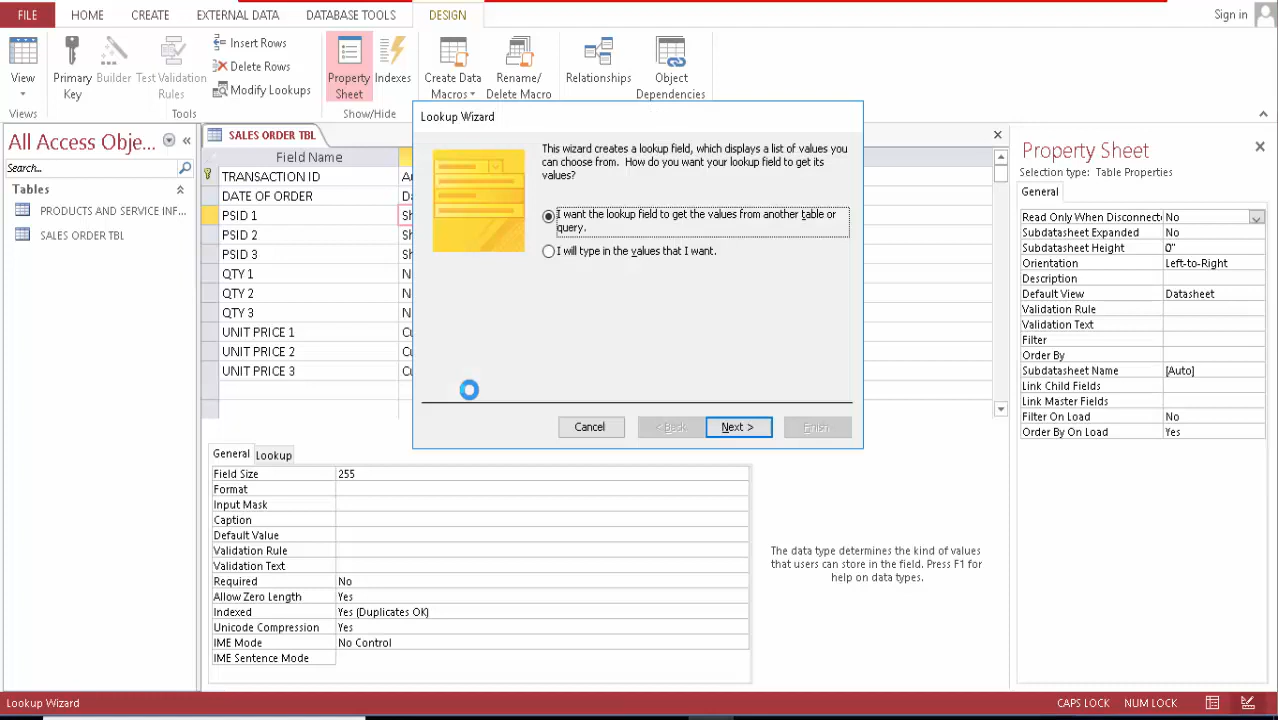 FILE HOME CREATE EXTERNAL DATA DATABASE TOOLS DESIGN Sign in
View Primary Key Builder Test Validation Rules
Insert Rows
Delete Rows
Modify Lookups
Property Sheet Indexes Create Data Macros Rename/ Delete Macro Relationships Object Dependencies
Views Tools Show/Hide
All Access Obje...
Search...
Tables
PRODUCTS AND SERVICE INF...
SALES ORDER TBL
SALES ORDER TBL
Field Name
TRANSACTION ID
DATE OF ORDER
PSID 1
PSID 2
PSID 3
QTY 1
QTY 2
QTY 3
UNIT PRICE 1
UNIT PRICE 2
UNIT PRICE 3
Lookup Wizard
This wizard creates a lookup field, which displays a list of values you
can choose from. How do you want your lookup field to get its
values?
I want the lookup field to get the values from another table or
query.
I will type in the values that I want.
Cancel < Back Next > Finish
General Lookup
Field Size 255
Format
Input Mask
Caption
Default Value
Validation Rule
Validation Text
Required No
Allow Zero Length Yes
Indexed Yes (Duplicates OK)
Unicode Compression Yes
IME Mode No Control
IME Sentence Mode
The data type determines the kind of values
that users can store in the field. Press F1 for
help on data types.
Property Sheet
Selection type: Table Properties
General
Read Only When Disconnecte No
Subdatasheet Expanded No
Subdatasheet Height 0"
Orientation Left-to-Right
Description
Default View Datasheet
Validation Rule
Validation Text
Filter
Order By
Subdatasheet Name [Auto]
Link Child Fields
Link Master Fields
Filter On Load No
Order By On Load Yes
Lookup Wizard CAPS LOCK NUM LOCK